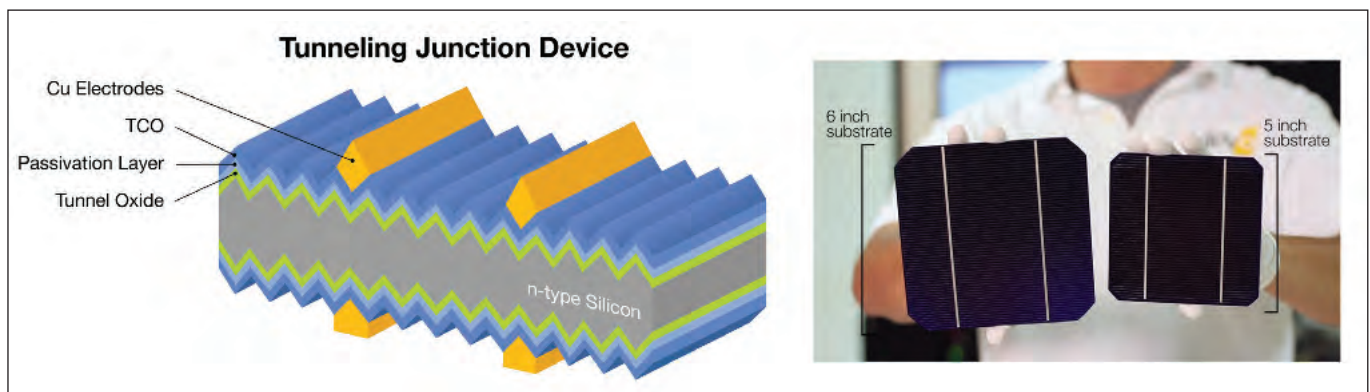 Tunneling Junction Device
Cu Electrodes
TCO
Passivation Layer
Tunnel Oxide
n-type Silicon
6 inch
substrate
5 inch
substrate